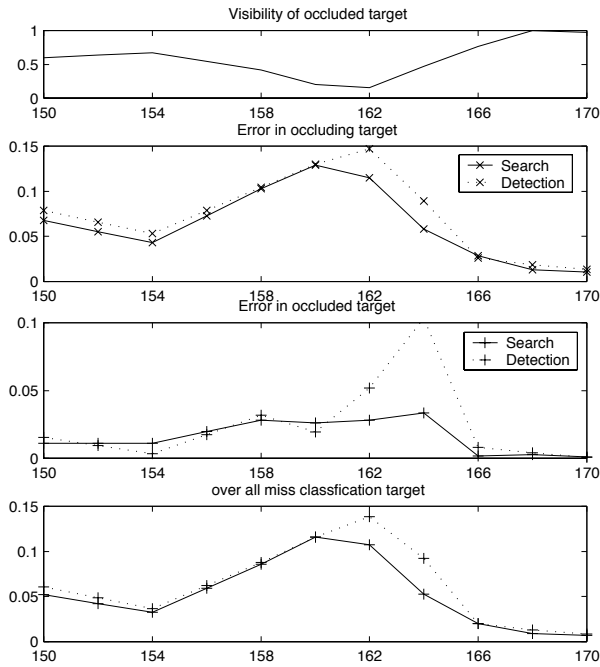 Visibility of occluded target
1
0.5
0
150 154 158 162 166 170
Error in occluding target
0.15
0.1
0.05
0
Search
Detection
150 154 158 162 166 170
Error in occluded target
0.1
0.05
0
Search
Detection
150 154 158 162 166 170
over all miss classfication target
0.15
0.1
0.05
0
150 154 158 162 166 170